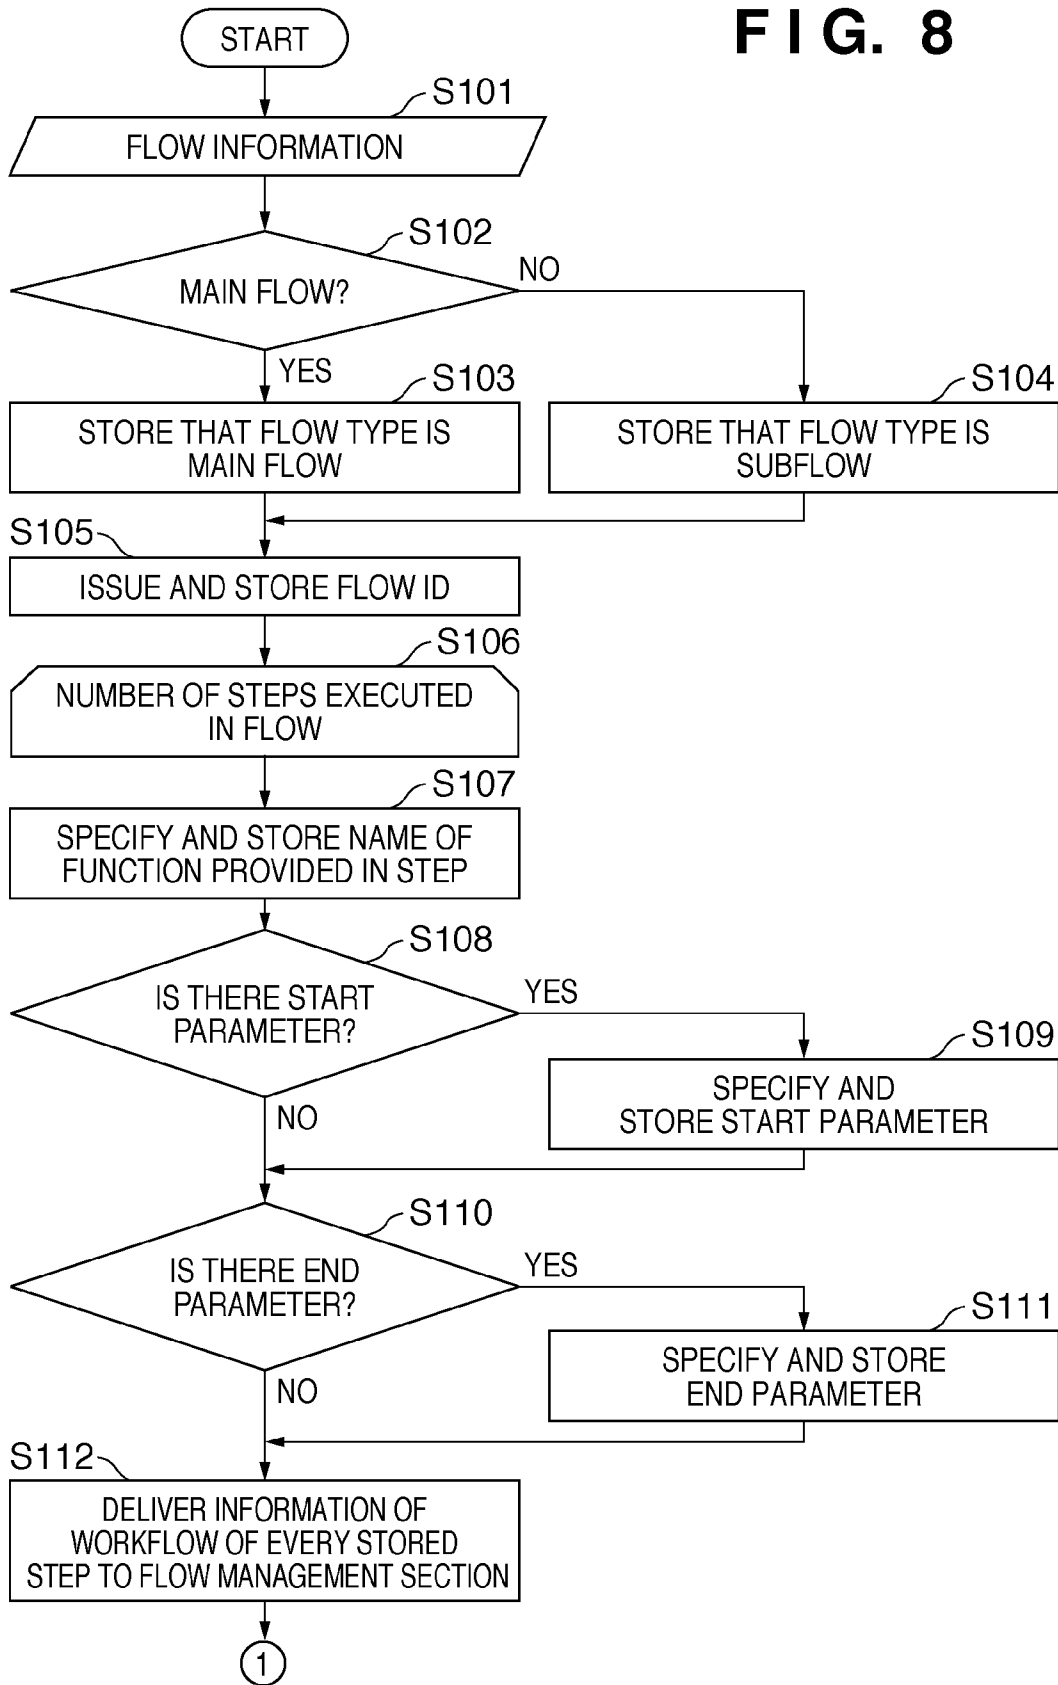 FIG. 8
START
S101
FLOW INFORMATION
S102
MAIN FLOW?
NO
YES
S103
STORE THAT FLOW TYPE IS
MAIN FLOW
S104
STORE THAT FLOW TYPE IS
SUBFLOW
S105
ISSUE AND STORE FLOW ID
S106
NUMBER OF STEPS EXECUTED
IN FLOW
S107
SPECIFY AND STORE NAME OF
FUNCTION PROVIDED IN STEP
S108
IS THERE START
PARAMETER?
YES
NO
S109
SPECIFY AND
STORE START PARAMETER
S110
IS THERE END
PARAMETER?
YES
NO
S111
SPECIFY AND STORE
END PARAMETER
S112
DELIVER INFORMATION OF
WORKFLOW OF EVERY STORED
STEP TO FLOW MANAGEMENT SECTION
1